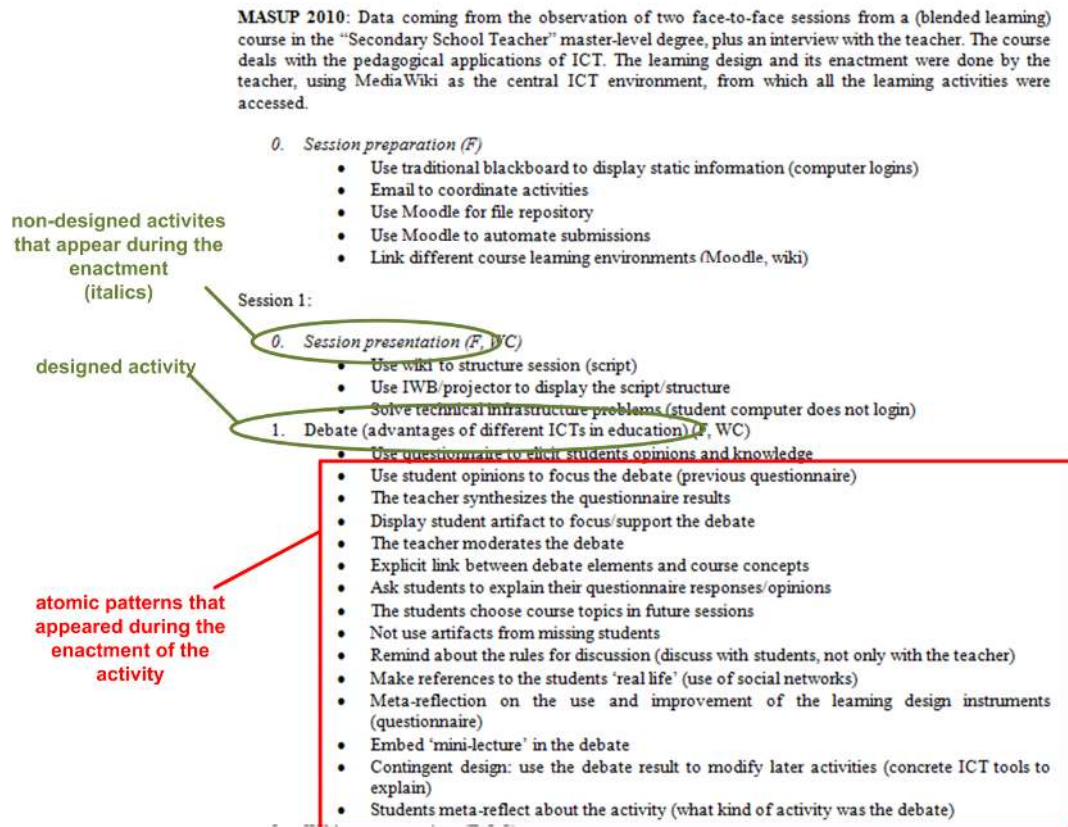 MASUP 2010: Data coming from the observation of two face-to-face sessions from a (blended learning)
course in the “Secondary School Teacher” master-level degree, plus an interview with the teacher. The course
deals with the pedagogical applications of ICT. The learning design and its enactment were done by the
teacher, using MediaWiki as the central ICT environment, from which all the learning activities were
accessed.
0. Session preparation (F)
• Use traditional blackboard to display static information (computer logins)
• Email to coordinate activities
• Use Moodle for file repository
• Use Moodle to automate submissions
• Link different course learning environments (Moodle, wiki)
non-designed activites
that appear during the
enactment
(italics)
Session 1:
0. Session presentation (F, WC)
• Use wiki to structure session (script)
• Use IWB/projector to display the script/structure
• Solve technical infrastructure problems (student computer does not login)
designed activity
1. Debate (advantages of different ICTs in education) (F, WC)
• Use questionnaire to elicit students opinions and knowledge
• Use student opinions to focus the debate (previous questionnaire)
• The teacher synthesizes the questionnaire results
• Display student artifact to focus/support the debate
• The teacher moderates the debate
• Explicit link between debate elements and course concepts
• Ask students to explain their questionnaire responses/opinions
• The students choose course topics in future sessions
• Not use artifacts from missing students
• Remind about the rules for discussion (discuss with students, not only with the teacher)
• Make references to the students ‘real life’ (use of social networks)
• Meta-reflection on the use and improvement of the learning design instruments
(questionnaire)
• Embed ‘mini-lecture’ in the debate
• Contingent design: use the debate result to modify later activities (concrete ICT tools to
explain)
• Students meta-reflect about the activity (what kind of activity was the debate)
atomic patterns that
appeared during the
enactment of the
activity